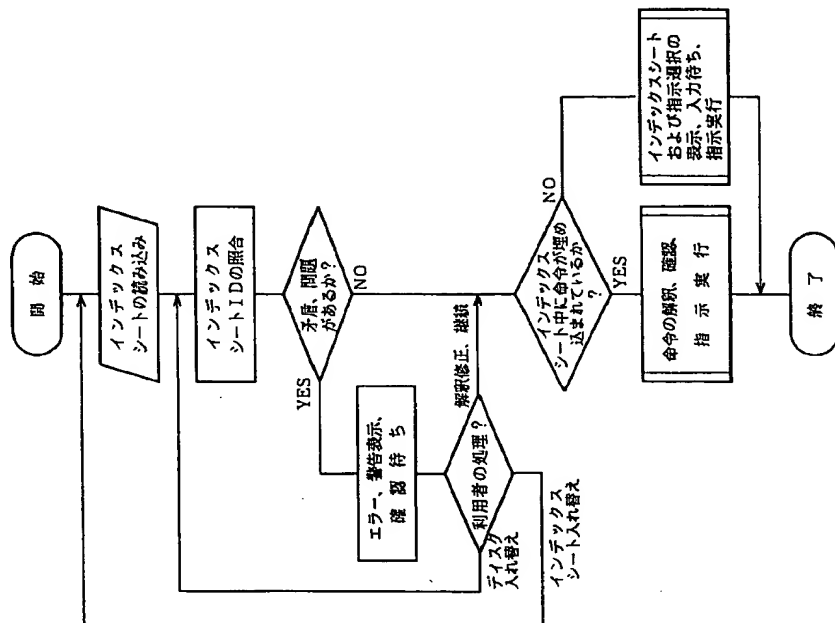 開 始
インデックス
シートの読み込み
インデックス
シートIDの照合
矛盾、問題
があるか?
YES
NO
エラー、警告表示、
確 認 待 ち
利用者の処理?
解釈修正、継続
ディスク
入れ替え
インデックス
シート入れ替え
インデックス
シート中に命令が埋め
込まれているか
?
NO
YES
命令の解釈、確認、
指 示 実 行
インデックスシート
および指示選択の
表示、入力待ち、
指示実行
終 了